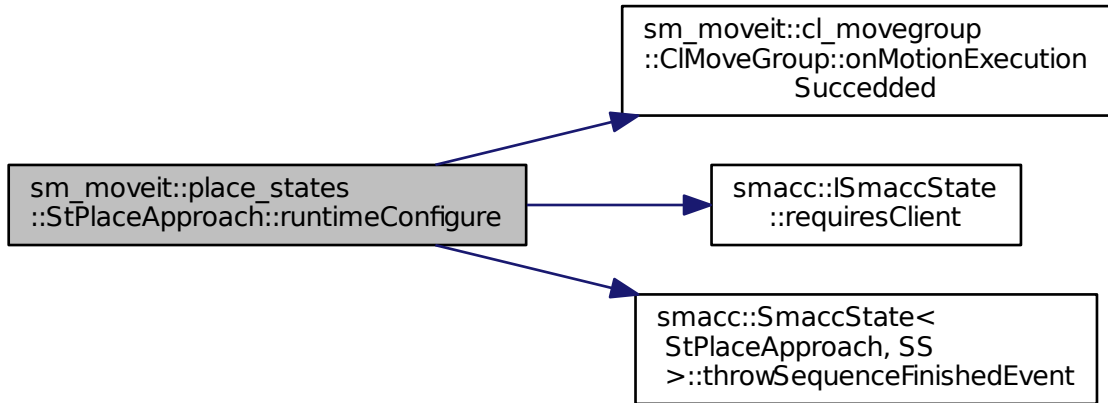 sm_moveit::place_states
::StPlaceApproach::runtimeConfigure
sm_moveit::cl_movegroup
::ClMoveGroup::onMotionExecution
Succedded
smacc::ISmaccState
::requiresClient
smacc::SmaccState<
StPlaceApproach, SS
>::throwSequenceFinishedEvent